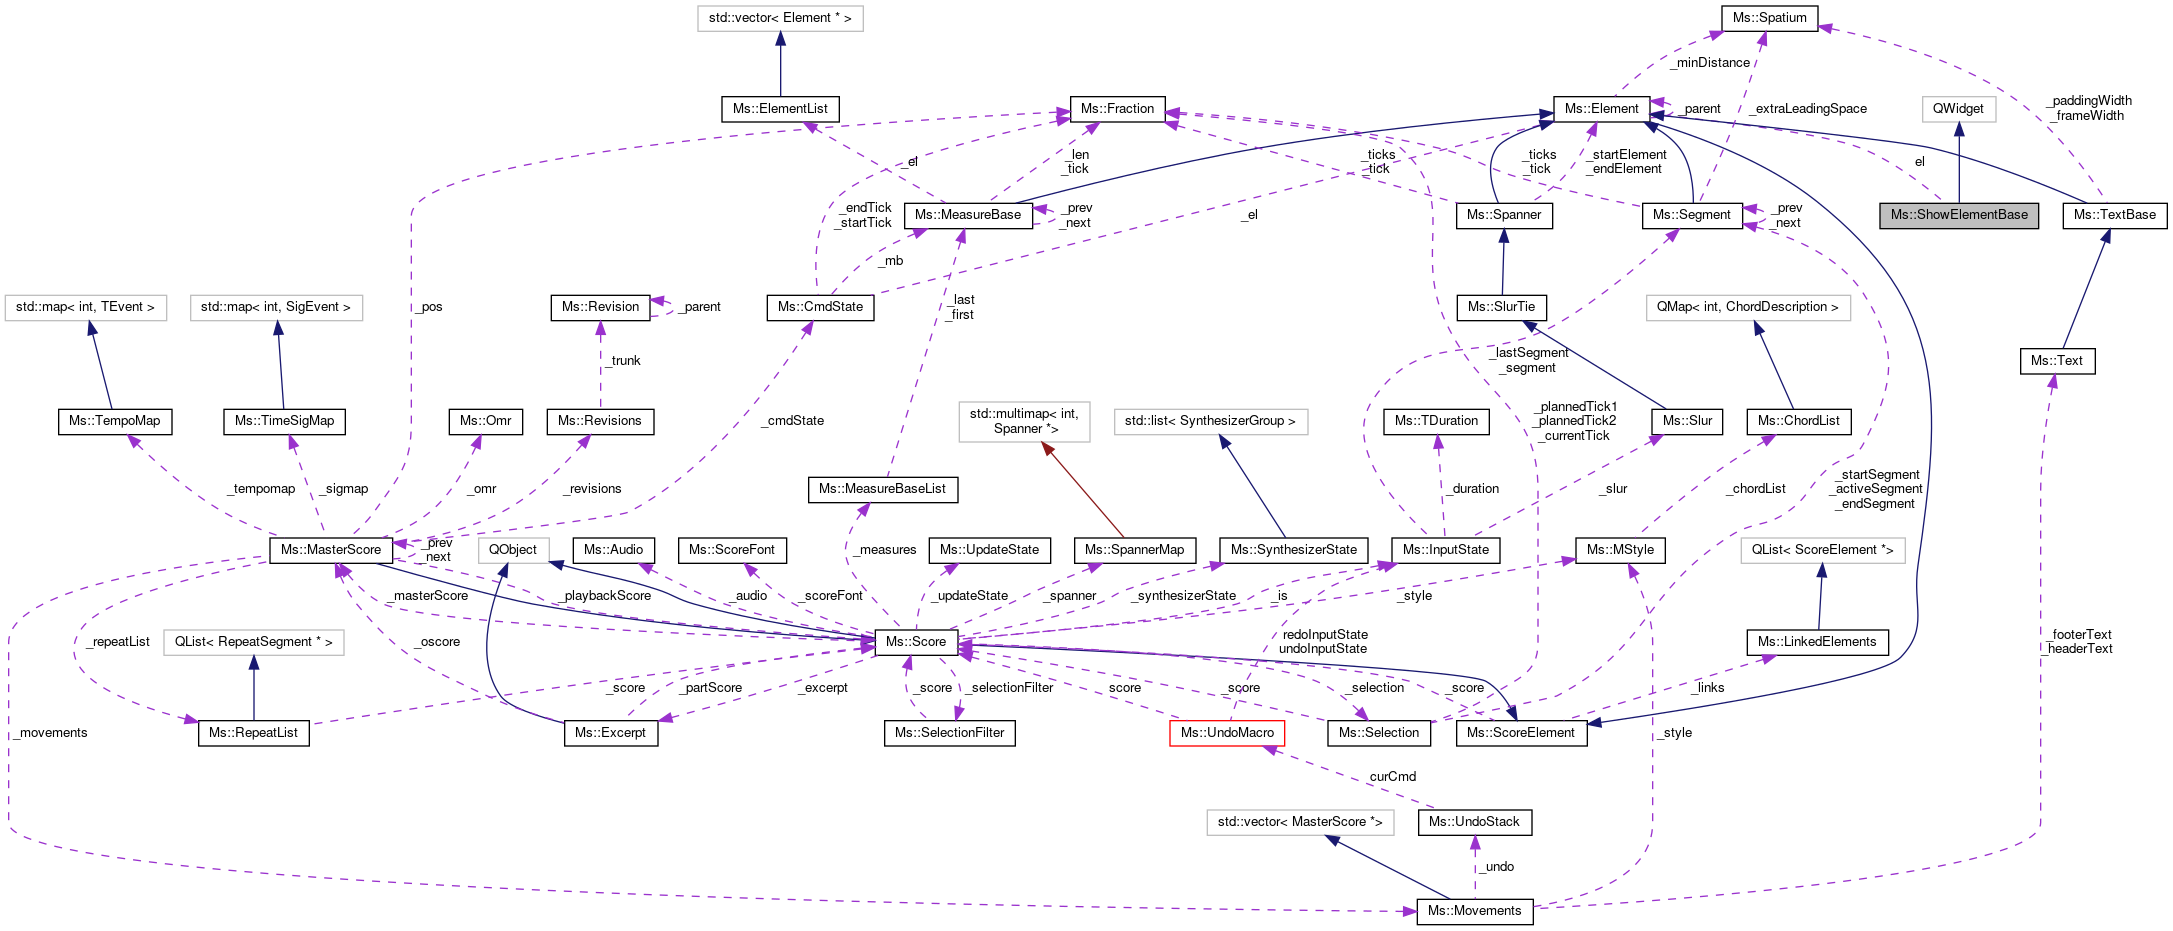 std::vector< Element * >
Ms::Spatium
_minDistance
Ms::ElementList
Ms::Fraction
Ms::Element
_parent
_extraLeadingSpace
QWidget
_paddingWidth
_frameWidth
_el
_len
_tick
_ticks
_tick
_startElement
_endElement
_ticks
_tick
el
_endTick
_startTick
Ms::MeasureBase
_prev
_next
_el
Ms::Spanner
Ms::Segment
_prev
_next
Ms::ShowElementBase
Ms::TextBase
_mb
std::map< int, TEvent >
std::map< int, SigEvent >
_pos
Ms::Revision
_parent
Ms::CmdState
_last
_first
Ms::SlurTie
QMap< int, ChordDescription >
_trunk
_lastSegment
_segment
Ms::Text
Ms::TempoMap
Ms::TimeSigMap
Ms::Omr
Ms::Revisions
_cmdState
std::multimap< int,
Spanner *>
std::list< SynthesizerGroup >
Ms::TDuration
_plannedTick1
_plannedTick2
_currentTick
Ms::Slur
Ms::ChordList
_tempomap
_sigmap
_omr
_revisions
Ms::MeasureBaseList
_duration
_slur
_chordList
_startSegment
_activeSegment
_endSegment
Ms::MasterScore
_prev
_next
QObject
Ms::Audio
Ms::ScoreFont
_measures
Ms::UpdateState
Ms::SpannerMap
Ms::SynthesizerState
Ms::InputState
Ms::MStyle
QList< ScoreElement *>
_masterScore
_playbackScore
_audio
_scoreFont
_updateState
_spanner
_synthesizerState
_is
_style
_repeatList
QList< RepeatSegment * >
_oscore
Ms::Score
redoInputState
undoInputState
Ms::LinkedElements
_footerText
_headerText
_score
_partScore
_excerpt
_score
_selectionFilter
score
_score
_selection
_score
_links
_movements
Ms::RepeatList
Ms::Excerpt
Ms::SelectionFilter
Ms::UndoMacro
Ms::Selection
Ms::ScoreElement
_style
curCmd
std::vector< MasterScore *>
Ms::UndoStack
_undo
Ms::Movements